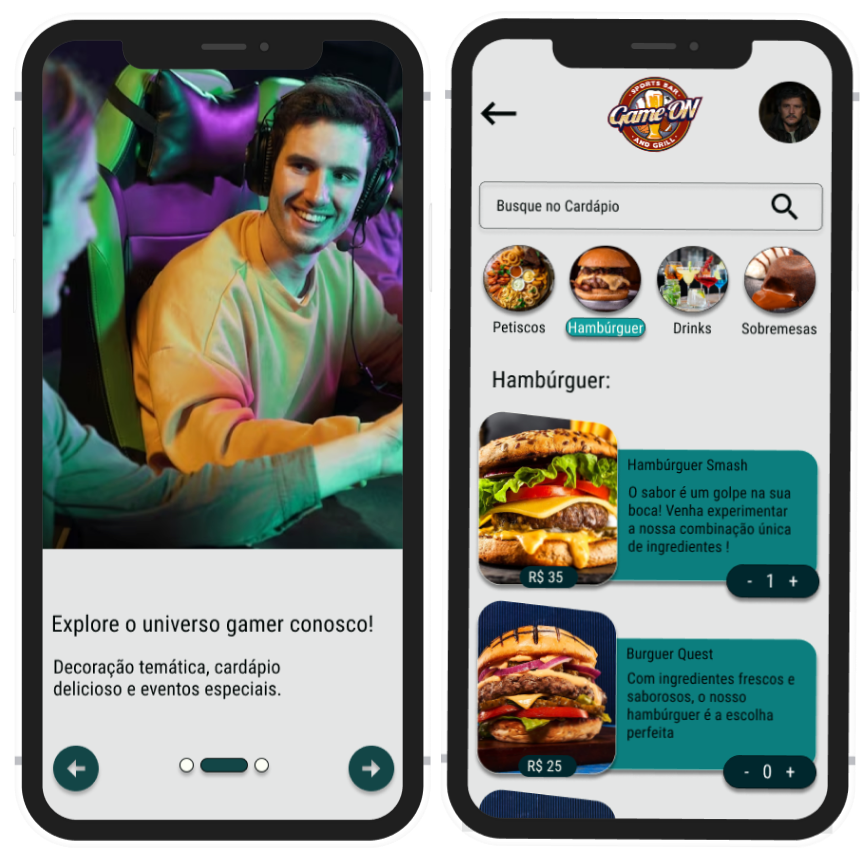 Explore o universo gamer conosco!
Decoração temática, cardápio
delicioso e eventos especiais.
SPORTS BAR
Game ON
AND GRILL
Busque no Cardápio
Petiscos
Hambúrguer
Drinks
Sobremesas
Hambúrguer:
Hambúrguer Smash
O sabor é um golpe na sua
boca! Venha experimentar
a nossa combinação única
de ingredientes !
R$ 35
- 1 +
Burguer Quest
Com ingredientes frescos e
saborosos, o nosso
hambúrguer é a escolha
perfeita
R$ 25
- 0 +